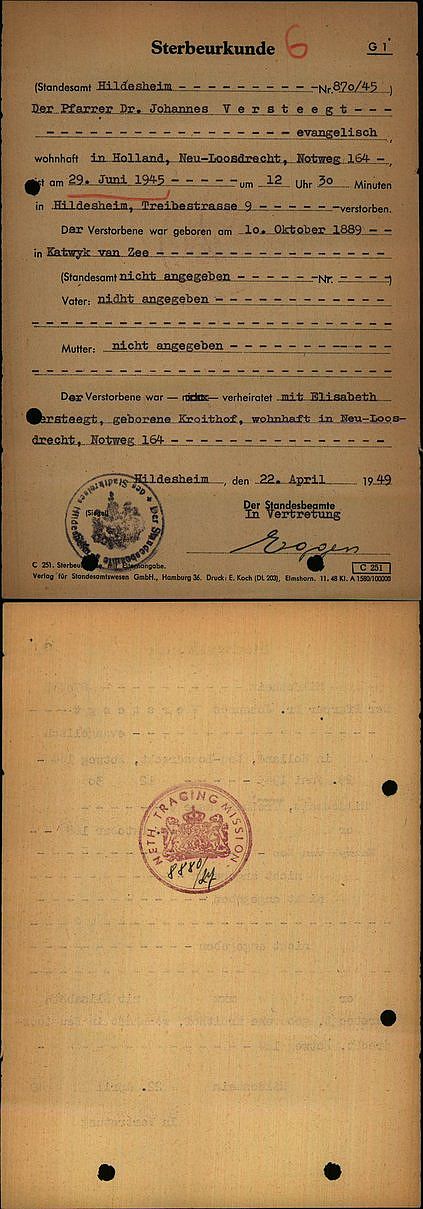 Sterbeurkunde 6 G 1
(Standesamt Hildesheim - - - - - - - - - - -Nr.870/45 )
Der Pfarrer Dr. Johannes V e r s t e e g t - - -
- - - - - - - - - - - - - - - - - - evangelisch
wohnhaft in Holland, Neu-Loosdrecht, Notweg 164 -,
ist am 29. Juni 1945 - - - - - um 12 Uhr 30 Minuten
in Hildesheim, Treibestrasse 9 - - - - - -verstorben.
Der Verstorbene war geboren am 10. Oktober 1889 - -
in Katwyk van Zee - - - - - - - - - - - - - - -
(Standesamt nicht angegeben - - - - - -Nr. - - - -)
Vater: nidht angegeben - - - - - - - - - - - - -
Mutter: nicht angegeben - - - - - - - - - - - -
Der Verstorbene war — — verheiratet mit Elisabeth
Versteegt, geborene Kroithof, wohnhaft in Neu-Loos-
drecht, Notweg 164 - - - - - - - - - - - - - - -
Hildesheim, den 22. April 1949
(Siegel)
Der Standesbeamte
In Vertretung
Eggen
C 251
C 251.
Verlag für Standesamtswesen GmbH., Hamburg 36. Druck: E. Koch (DL 203), Elmshorn. 11. 48 Kl. A 1580/100000
NETH. TRACING MISSION
8880/